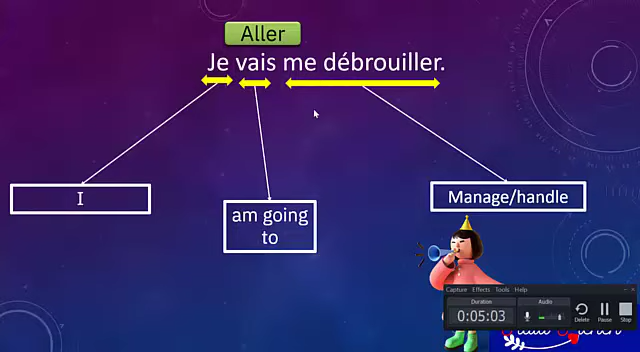 Aller
Je vais me débrouiller.
I
am going
to
Manage/handle
Capture Effects Tools Help
Duration
Audio
0:05:03
Delete
Pause
Stop